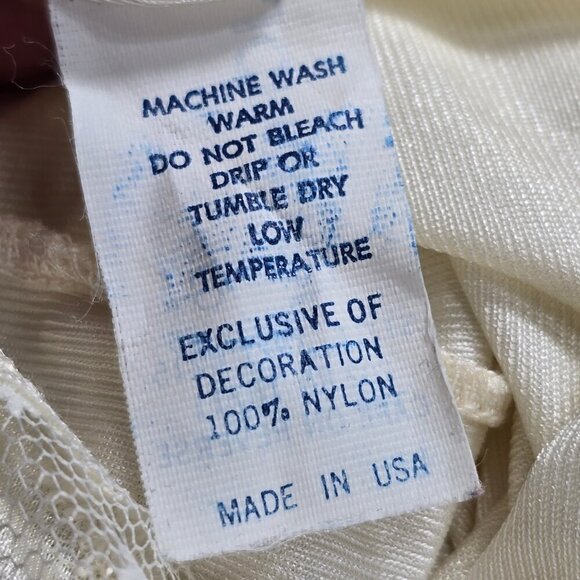 MACHINE WASH
WARM
DO NOT BLEACH
DRIP OR
TUMBLE DRY
LOW
TEMPERATURE
EXCLUSIVE OF
DECORATION
100% NYLON
MADE IN USA